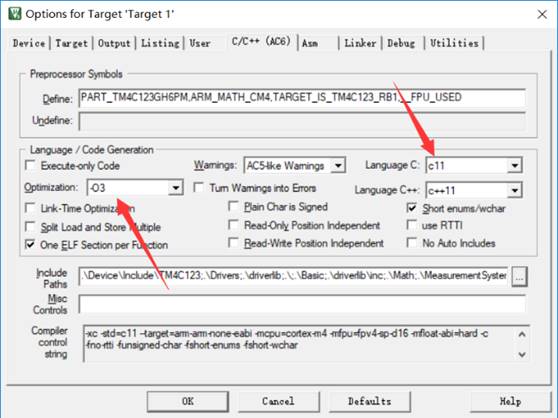 Options for Target 'Target 1'
Device Target Output Listing User C/C++ (AC6) Asm Linker Debug Utilities
Preprocessor Symbols
Define: PART_TM4C123GH6PM,ARM_MATH_CM4,TARGET_IS_TM4C123_RB1,__FPU_USED
Undefine:
Language / Code Generation
Execute-only Code Warnings: AC5-like Warnings Language C: c11
Optimization: -O3 Turn Warnings into Errors Language C++: c++11
Link-Time Optimization Plain Char is Signed Short enums/wchar
Split Load and Store Multiple Read-Only Position Independent use RTTI
One ELF Section per Function Read-Write Position Independent No Auto Includes
Include Paths .\Device\Include\TM4C123;.\Drivers;.\driverlib;.\;.\Basic;.\driverlib\inc;.\Math;.\MeasurementSystem ...
Misc Controls
Compiler control string -xc -std=c11 --target=arm-arm-none-eabi -mcpu=cortex-m4 -mfpu=fpv4-sp-d16 -mfloat-abi=hard -c
-fno-rtti -funsigned-char -fshort-enums -fshort-wchar
OK Cancel Defaults Help